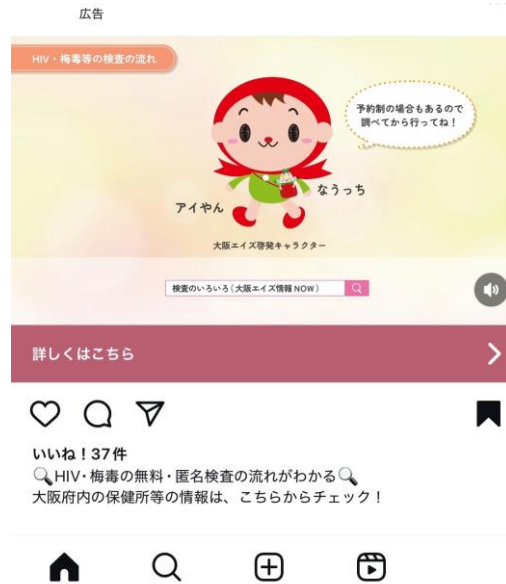 広告
HIV・梅毒等の検査の流れ
予約制の場合もあるので
調べてから行ってね！
なうっち
アイやん
大阪エイズ啓発キャラクター
検査のいろいろ(大阪エイズ情報 NOW)
詳しくはこちら
いいね！37件
🔍HIV･梅毒の無料・匿名検査の流れがわかる🔍
大阪府内の保健所等の情報は、こちらからチェック！